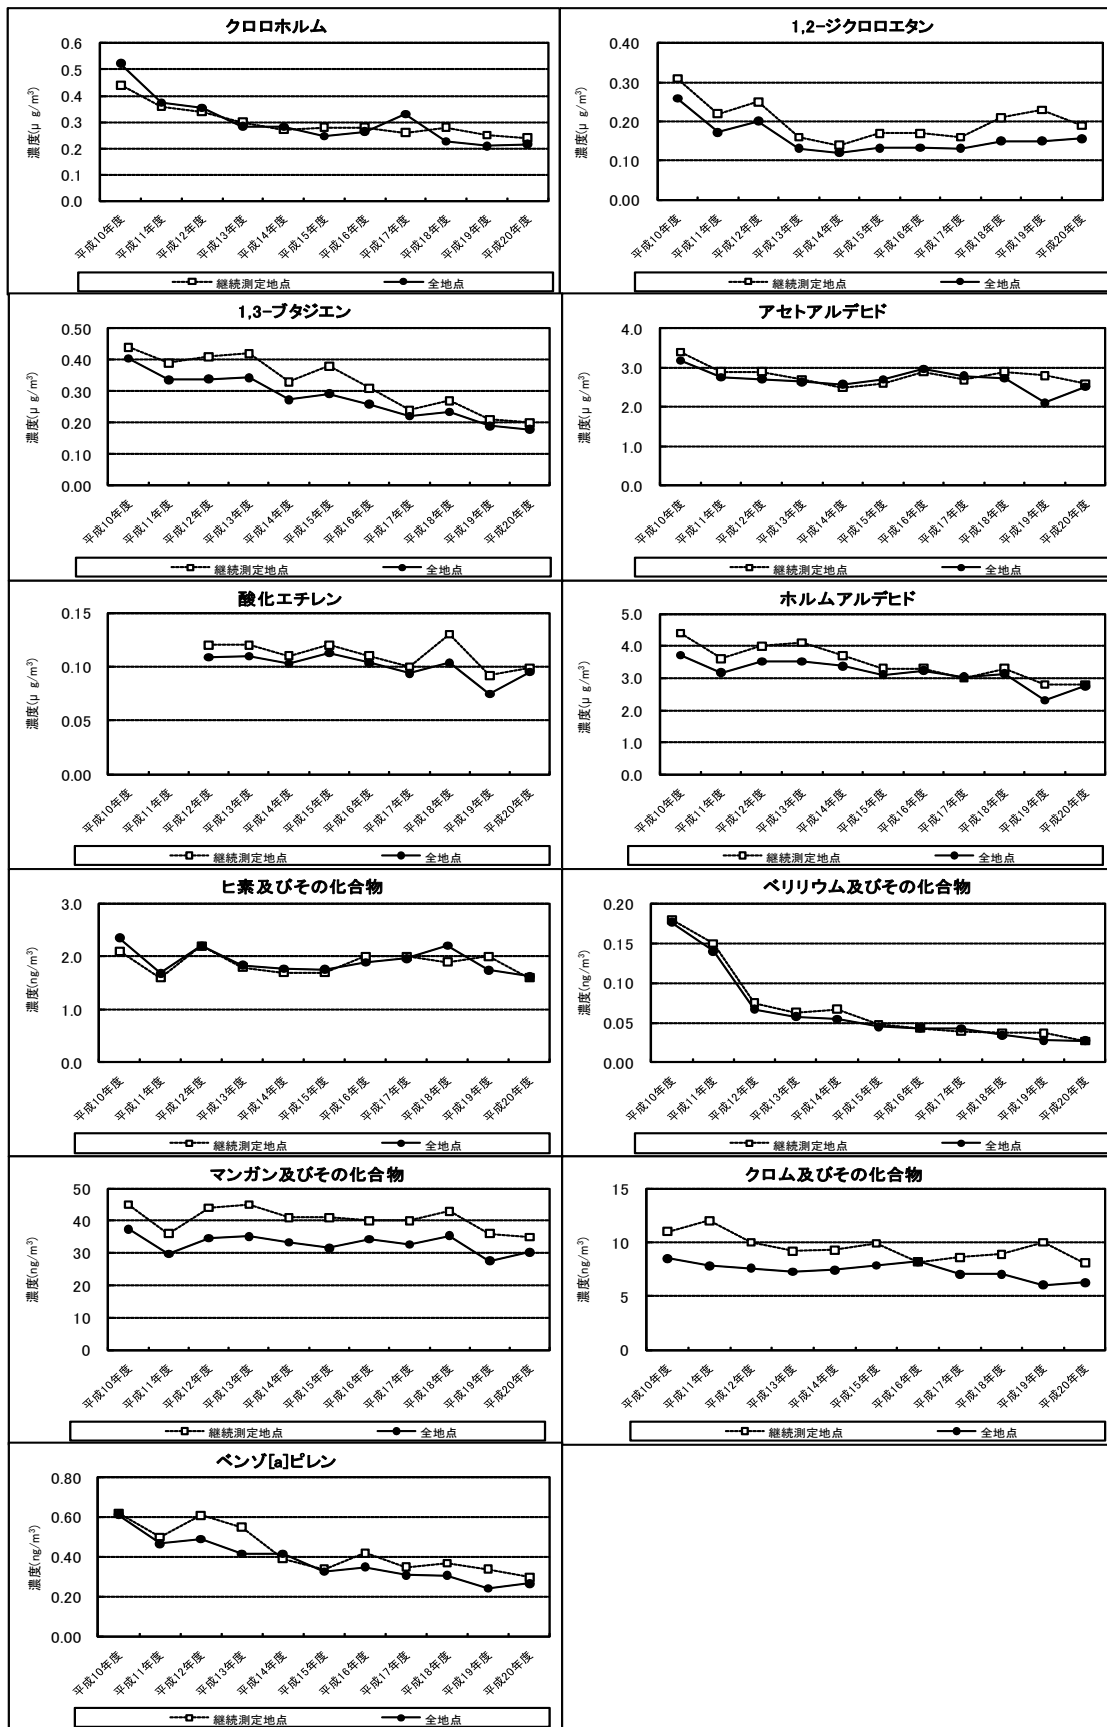 クロロホルム
濃度(μ g/m³)
0.6
0.5
0.4
0.3
0.2
0.1
0.0
平成10年度 平成11年度 平成12年度 平成13年度 平成14年度 平成15年度 平成16年度 平成17年度 平成18年度 平成19年度 平成20年度
継続測定地点 全地点
1,2-ジクロロエタン
濃度(μ g/m³)
0.40
0.30
0.20
0.10
0.00
平成10年度 平成11年度 平成12年度 平成13年度 平成14年度 平成15年度 平成16年度 平成17年度 平成18年度 平成19年度 平成20年度
継続測定地点 全地点
1,3-ブタジエン
濃度(μ g/m³)
0.50
0.40
0.30
0.20
0.10
0.00
平成10年度 平成11年度 平成12年度 平成13年度 平成14年度 平成15年度 平成16年度 平成17年度 平成18年度 平成19年度 平成20年度
継続測定地点 全地点
アセトアルデヒド
濃度(μ g/m³)
4.0
3.0
2.0
1.0
0.0
平成10年度 平成11年度 平成12年度 平成13年度 平成14年度 平成15年度 平成16年度 平成17年度 平成18年度 平成19年度 平成20年度
継続測定地点 全地点
酸化エチレン
濃度(μ g/m³)
0.15
0.10
0.05
0.00
平成10年度 平成11年度 平成12年度 平成13年度 平成14年度 平成15年度 平成16年度 平成17年度 平成18年度 平成19年度 平成20年度
継続測定地点 全地点
ホルムアルデヒド
濃度(μ g/m³)
5.0
4.0
3.0
2.0
1.0
0.0
平成10年度 平成11年度 平成12年度 平成13年度 平成14年度 平成15年度 平成16年度 平成17年度 平成18年度 平成19年度 平成20年度
継続測定地点 全地点
ヒ素及びその化合物
濃度(ng/m³)
3.0
2.0
1.0
0.0
平成10年度 平成11年度 平成12年度 平成13年度 平成14年度 平成15年度 平成16年度 平成17年度 平成18年度 平成19年度 平成20年度
継続測定地点 全地点
ベリリウム及びその化合物
濃度(ng/m³)
0.20
0.15
0.10
0.05
0.00
平成10年度 平成11年度 平成12年度 平成13年度 平成14年度 平成15年度 平成16年度 平成17年度 平成18年度 平成19年度 平成20年度
継続測定地点 全地点
マンガン及びその化合物
濃度(ng/m³)
50
40
30
20
10
0
平成10年度 平成11年度 平成12年度 平成13年度 平成14年度 平成15年度 平成16年度 平成17年度 平成18年度 平成19年度 平成20年度
継続測定地点 全地点
クロム及びその化合物
濃度(ng/m³)
15
10
5
0
平成10年度 平成11年度 平成12年度 平成13年度 平成14年度 平成15年度 平成16年度 平成17年度 平成18年度 平成19年度 平成20年度
継続測定地点 全地点
ベンゾ[a]ピレン
濃度(ng/m³)
0.80
0.60
0.40
0.20
0.00
平成10年度 平成11年度 平成12年度 平成13年度 平成14年度 平成15年度 平成16年度 平成17年度 平成18年度 平成19年度 平成20年度
継続測定地点 全地点